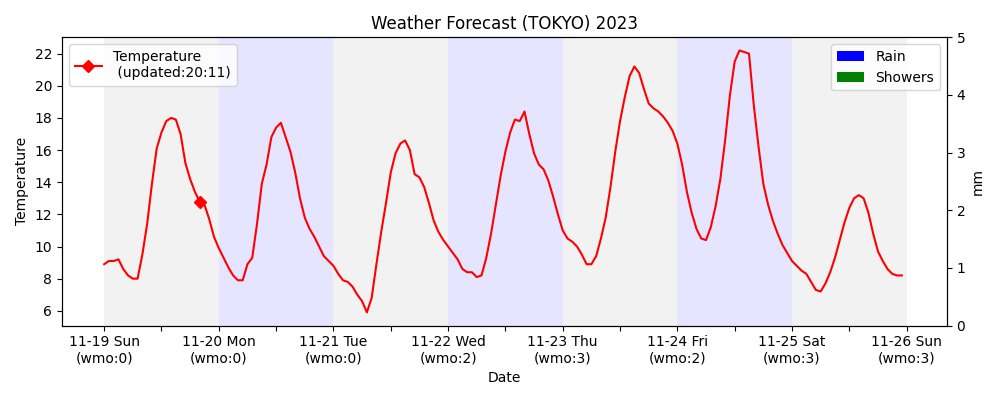 Weather Forecast (TOKYO) 2023
Temperature
(updated:20:11)
Rain
Showers
Temperature
22
20
18
16
14
12
10
8
6
5
4
3
2
1
0
mm
11-19 Sun
(wmo:0)
11-20 Mon
(wmo:0)
11-21 Tue
(wmo:0)
11-22 Wed
(wmo:2)
11-23 Thu
(wmo:3)
11-24 Fri
(wmo:2)
11-25 Sat
(wmo:3)
11-26 Sun
(wmo:3)
Date